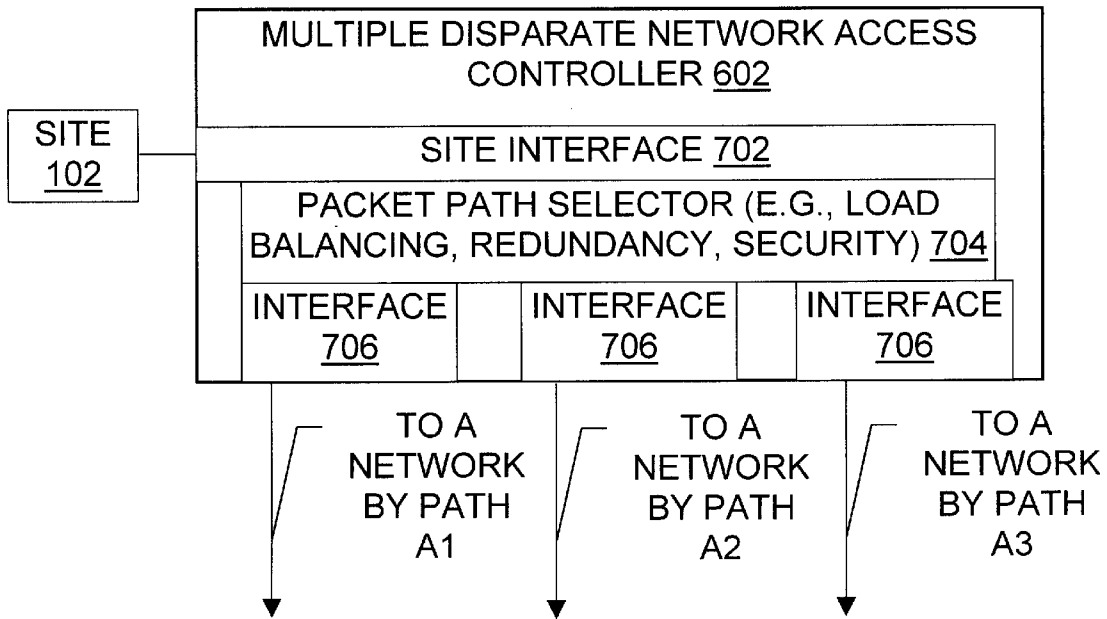 MULTIPLE DISPARATE NETWORK ACCESS
CONTROLLER 602
SITE
102
SITE INTERFACE 702
PACKET PATH SELECTOR (E.G., LOAD
BALANCING, REDUNDANCY, SECURITY) 704
INTERFACE
706
INTERFACE
706
INTERFACE
706
TO A
NETWORK
BY PATH
A1
TO A
NETWORK
BY PATH
A2
TO A
NETWORK
BY PATH
A3